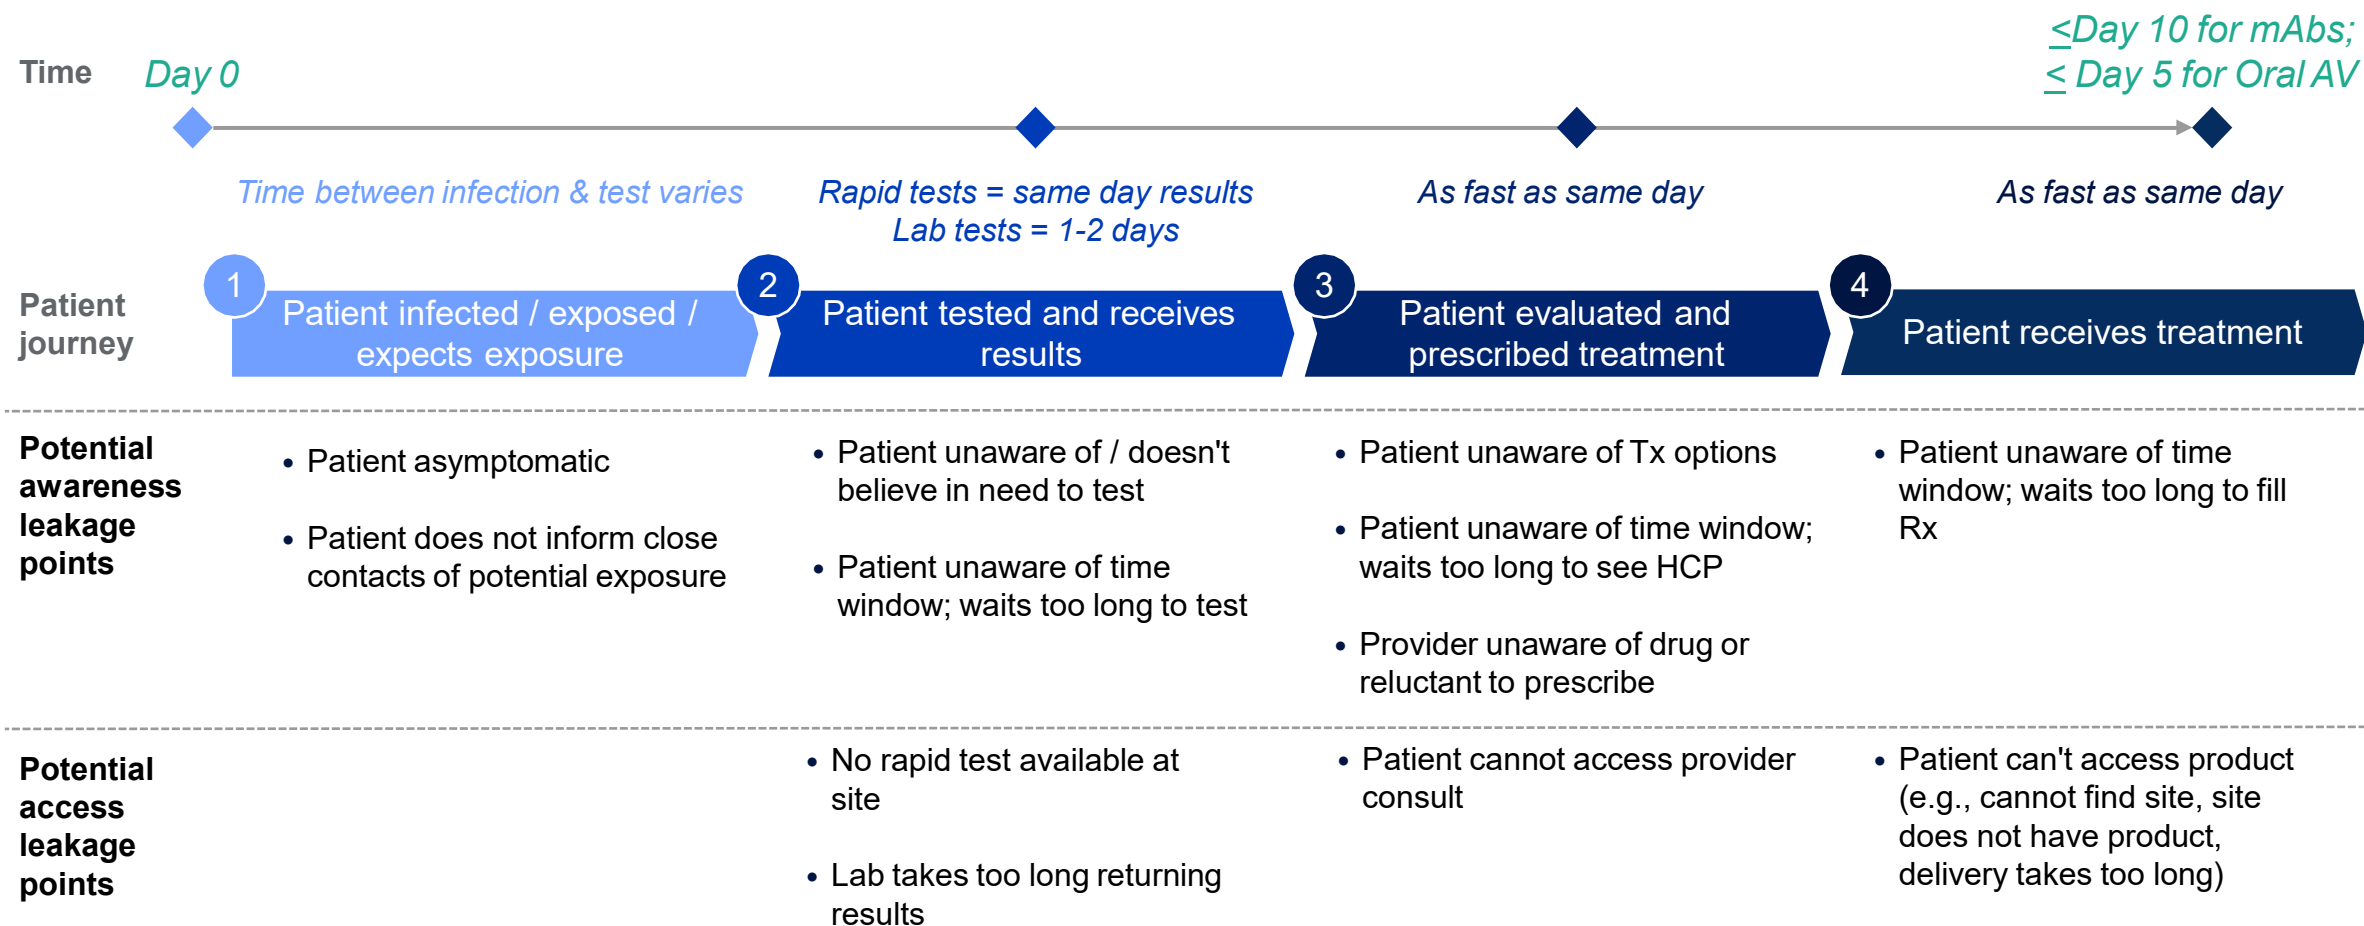 Time
Day 0
<Day 10 for mAbs;
< Day 5 for Oral AV
Time between infection & test varies
Rapid tests = same day results
Lab tests = 1-2 days
As fast as same day
As fast as same day
Patient
journey
1
Patient infected / exposed /
expects exposure
2
Patient tested and receives
results
3
Patient evaluated and
prescribed treatment
4
Patient receives treatment
Potential
awareness
leakage
points
• Patient asymptomatic
• Patient does not inform close
contacts of potential exposure
• Patient unaware of / doesn't
believe in need to test
• Patient unaware of time
window; waits too long to test
• Patient unaware of Tx options
• Patient unaware of time window;
waits too long to see HCP
• Provider unaware of drug or
reluctant to prescribe
• Patient unaware of time
window; waits too long to fill
Rx
Potential
access
leakage
points
• No rapid test available at
site
• Lab takes too long returning
results
• Patient cannot access provider
consult
• Patient can't access product
(e.g., cannot find site, site
does not have product,
delivery takes too long)